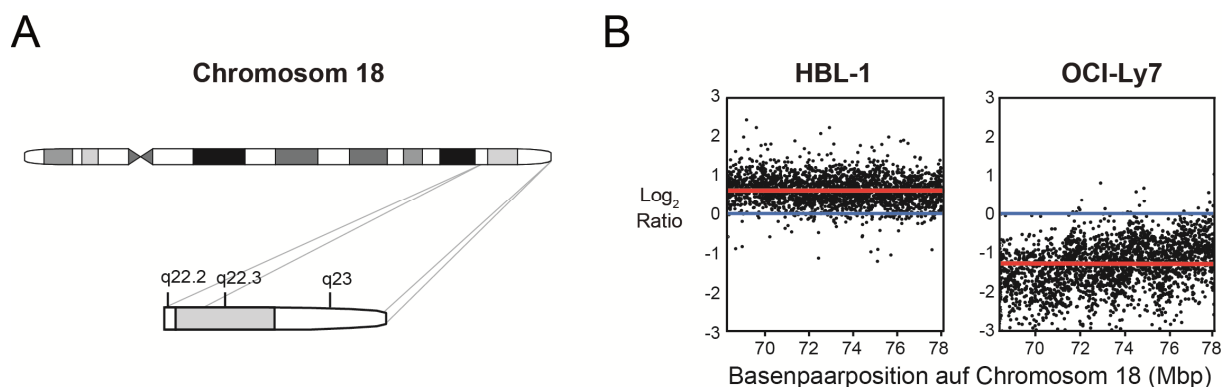 A
Chromosom 18
q22.2
q22.3
q23
B
HBL-1
OCI-Ly7
Log2
Ratio
3
2
1
0
-1
-2
-3
70 72 74 76 78
3
2
1
0
-1
-2
-3
70 72 74 76 78
Basenpaarposition auf Chromosom 18 (Mbp)